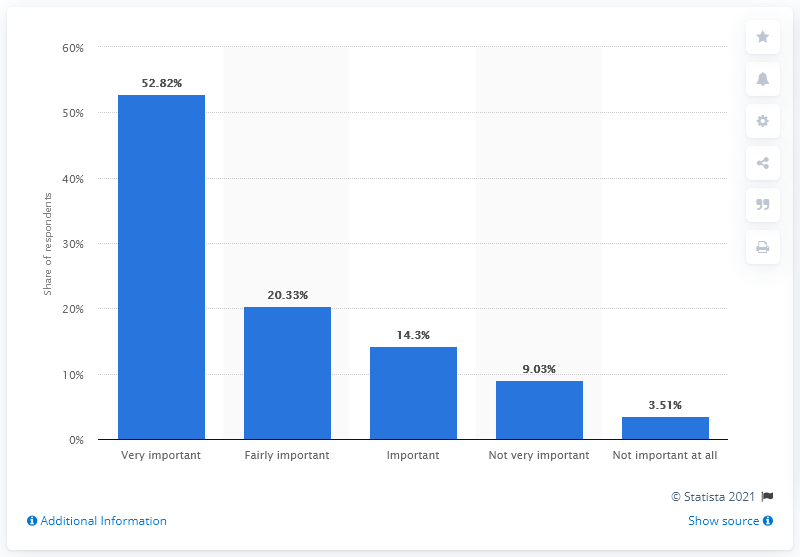 60%
50%
40%
30%
20%
10%
0%
Share of respondents
52.82%
20.33%
14.3%
9.03%
3.51%
Very important
Fairly important
Important
Not very important
Not important at all
© Statista 2021
Additional Information
Show source